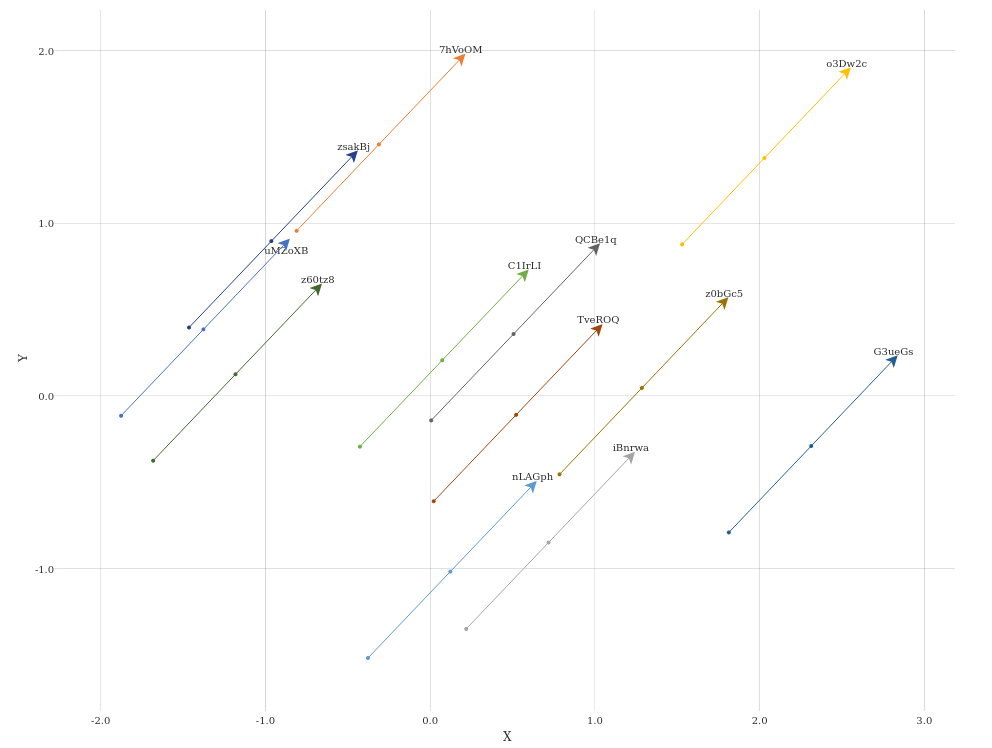 7hVoOM
2.0
o3Dw2c
zsakBj
1.0
QCBe1q
uMZoXB
C1IrLI
z60tz8
z0bGc5
TveROQ
G3ueGs
Y
0.0
iBnrwa
nLAGph
-1.0
-2.0 -1.0 0.0 1.0 2.0 3.0
X